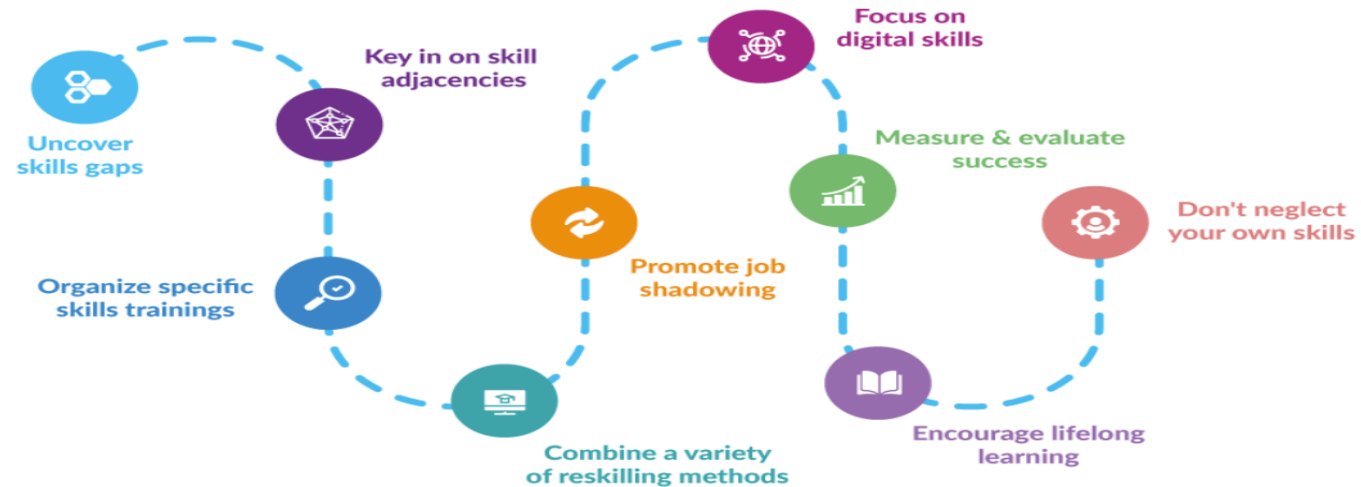 Uncover
skills gaps
Key in on skill
adjacencies
Organize specific
skills trainings
Combine a variety
of reskilling methods
Promote job
shadowing
Focus on
digital skills
Measure & evaluate
success
Encourage lifelong
learning
Don't neglect
your own skills